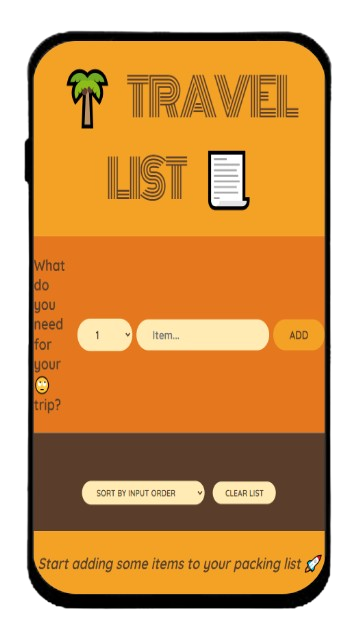 🌴 TRAVEL
LIST 📜
What
do
you
need
for
your
🙄
trip?
1
Item...
ADD
SORT BY INPUT ORDER
CLEAR LIST
Start adding some items to your packing list 🚀